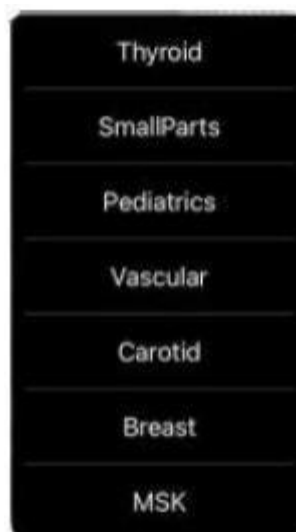 Thyroid
SmallParts
Pediatrics
Vascular
Carotid
Breast
MSK